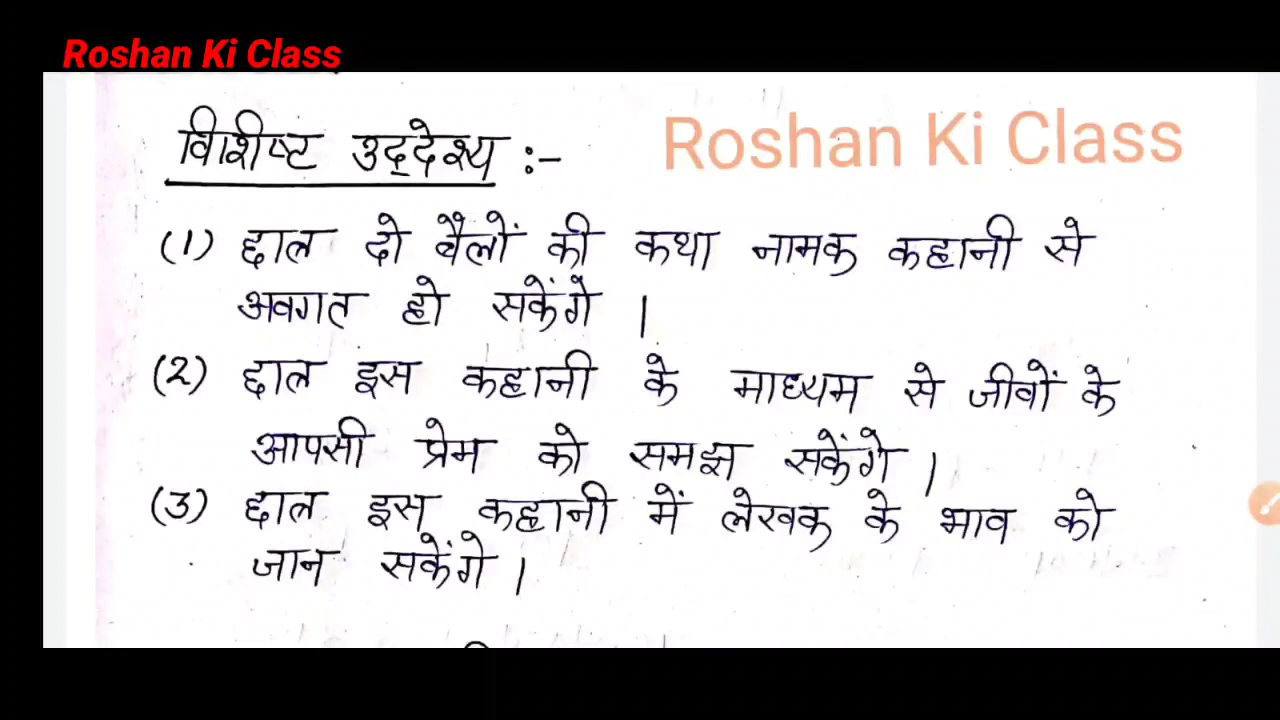 Roshan Ki Class
Roshan Ki Class
विशिष्ट उद्देश्य :-
(1) छात्र दो बैलों की कथा नामक कहानी से
अवगत हो सकेंगे ।
(2) छात्र इस कहानी के माध्यम से जीवों के
आपसी प्रेम को समझ सकेंगे ।
(3) छात्र इस कहानी में लेखक के भाव को
जान सकेंगे ।